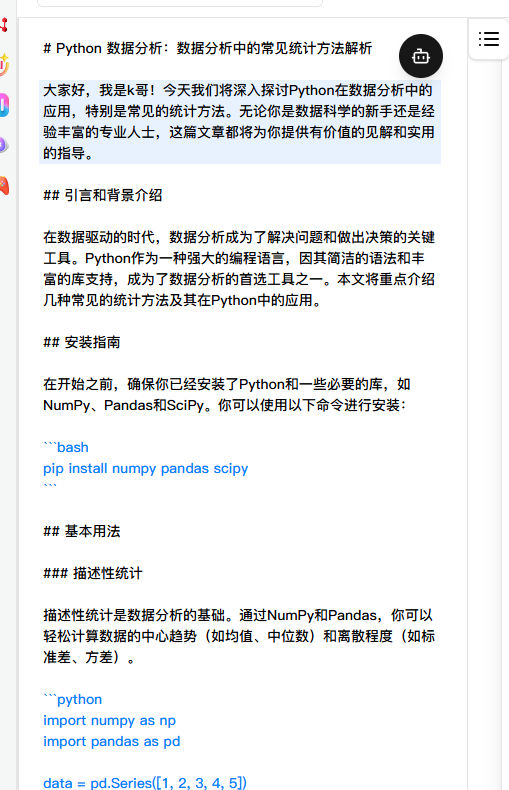 # Python 数据分析：数据分析中的常见统计方法解析
大家好，我是k哥！今天我们将深入探讨Python在数据分析中的
应用，特别是常见的统计方法。无论你是数据科学的新手还是经
验丰富的专业人士，这篇文章都将为你提供有价值的见解和实用
的指导。
## 引言和背景介绍
在数据驱动的时代，数据分析成为了解决问题和做出决策的关键
工具。Python作为一种强大的编程语言，因其简洁的语法和丰
富的库支持，成为了数据分析的首选工具之一。本文将重点介绍
几种常见的统计方法及其在Python中的应用。
## 安装指南
在开始之前，确保你已经安装了Python和一些必要的库，如
NumPy、Pandas和SciPy。你可以使用以下命令进行安装：
```bash
pip install numpy pandas scipy
```
## 基本用法
### 描述性统计
描述性统计是数据分析的基础。通过NumPy和Pandas，你可以
轻松计算数据的中心趋势（如均值、中位数）和离散程度（如标
准差、方差）。
```python
import numpy as np
import pandas as pd
data = pd.Series([1, 2, 3, 4, 5])